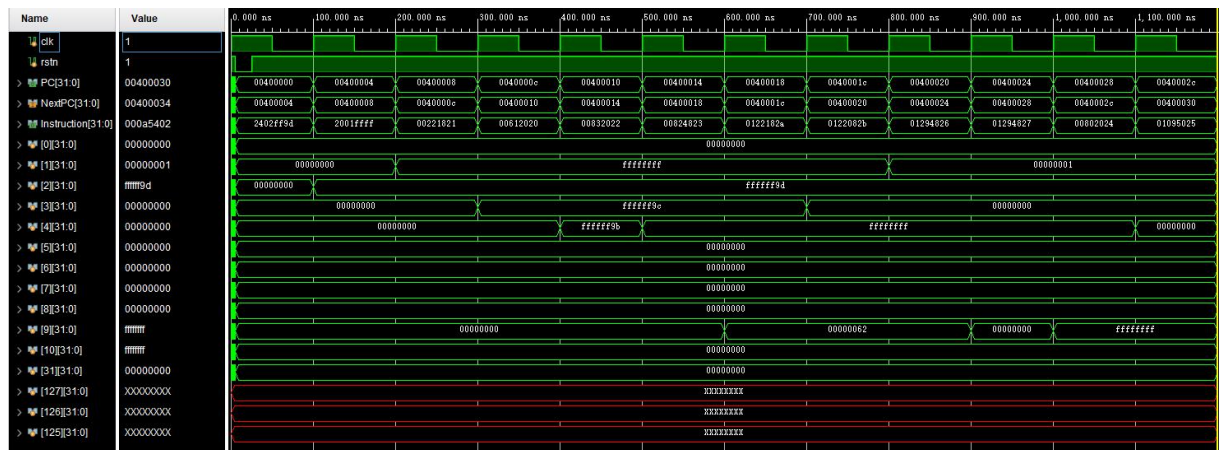 Name Value 0.000 ns 100.000 ns 200.000 ns 300.000 ns 400.000 ns 500.000 ns 600.000 ns 700.000 ns 800.000 ns 900.000 ns 1,000.000 ns 1,100.000 ns
clk 1
rstn 1
PC[31:0] 00400030 00400000 00400004 00400008 0040000c 00400010 00400014 00400018 0040001c 00400020 00400024 00400028 0040002c
NextPC[31:0] 00400034 00400004 00400008 0040000c 00400010 00400014 00400018 0040001c 00400020 00400024 00400028 0040002c 00400030
Instruction[31:0] 000a5402 2402ff9d 2001ffff 00221821 00612020 00832022 00824823 0122182a 0122082b 01294826 01294827 00802024 01095025
[0][31:0] 00000000 00000000
[1][31:0] 00000001 00000000 ffffffff 00000001
[2][31:0] ffffff9d 00000000 ffffff9d
[3][31:0] 00000000 00000000 ffffff9c 00000000
[4][31:0] 00000000 00000000 ffffff9b ffffffff 00000000
[5][31:0] 00000000 00000000
[6][31:0] 00000000 00000000
[7][31:0] 00000000 00000000
[8][31:0] 00000000 00000000
[9][31:0] ffffffff 00000000 00000062 00000000 ffffffff
[10][31:0] ffffffff 00000000
[31][31:0] 00000000 00000000
[127][31:0] XXXXXXXX XXXXXXXX
[126][31:0] XXXXXXXX XXXXXXXX
[125][31:0] XXXXXXXX XXXXXXXX